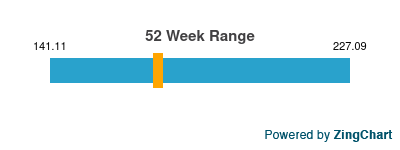 52 Week Range
141.11 227.09
Powered by ZingChart